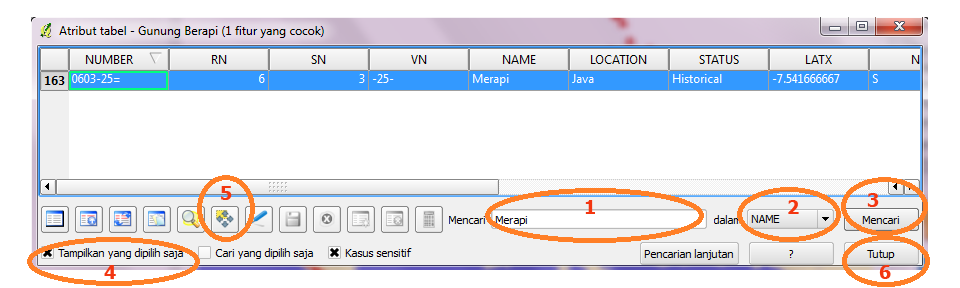 Atribut tabel - Gunung Berapi (1 fitur yang cocok)
NUMBER RN SN VN NAME LOCATION STATUS LATX N
163 0603-25= 6 3 -25- Merapi Java Historical -7.541666667 S
5 1 2 3
Mencari Merapi dalam NAME Mencari
Tampilkan yang dipilih saja Cari yang dipilih saja Kasus sensitif Pencarian lanjutan ? Tutup
4 6